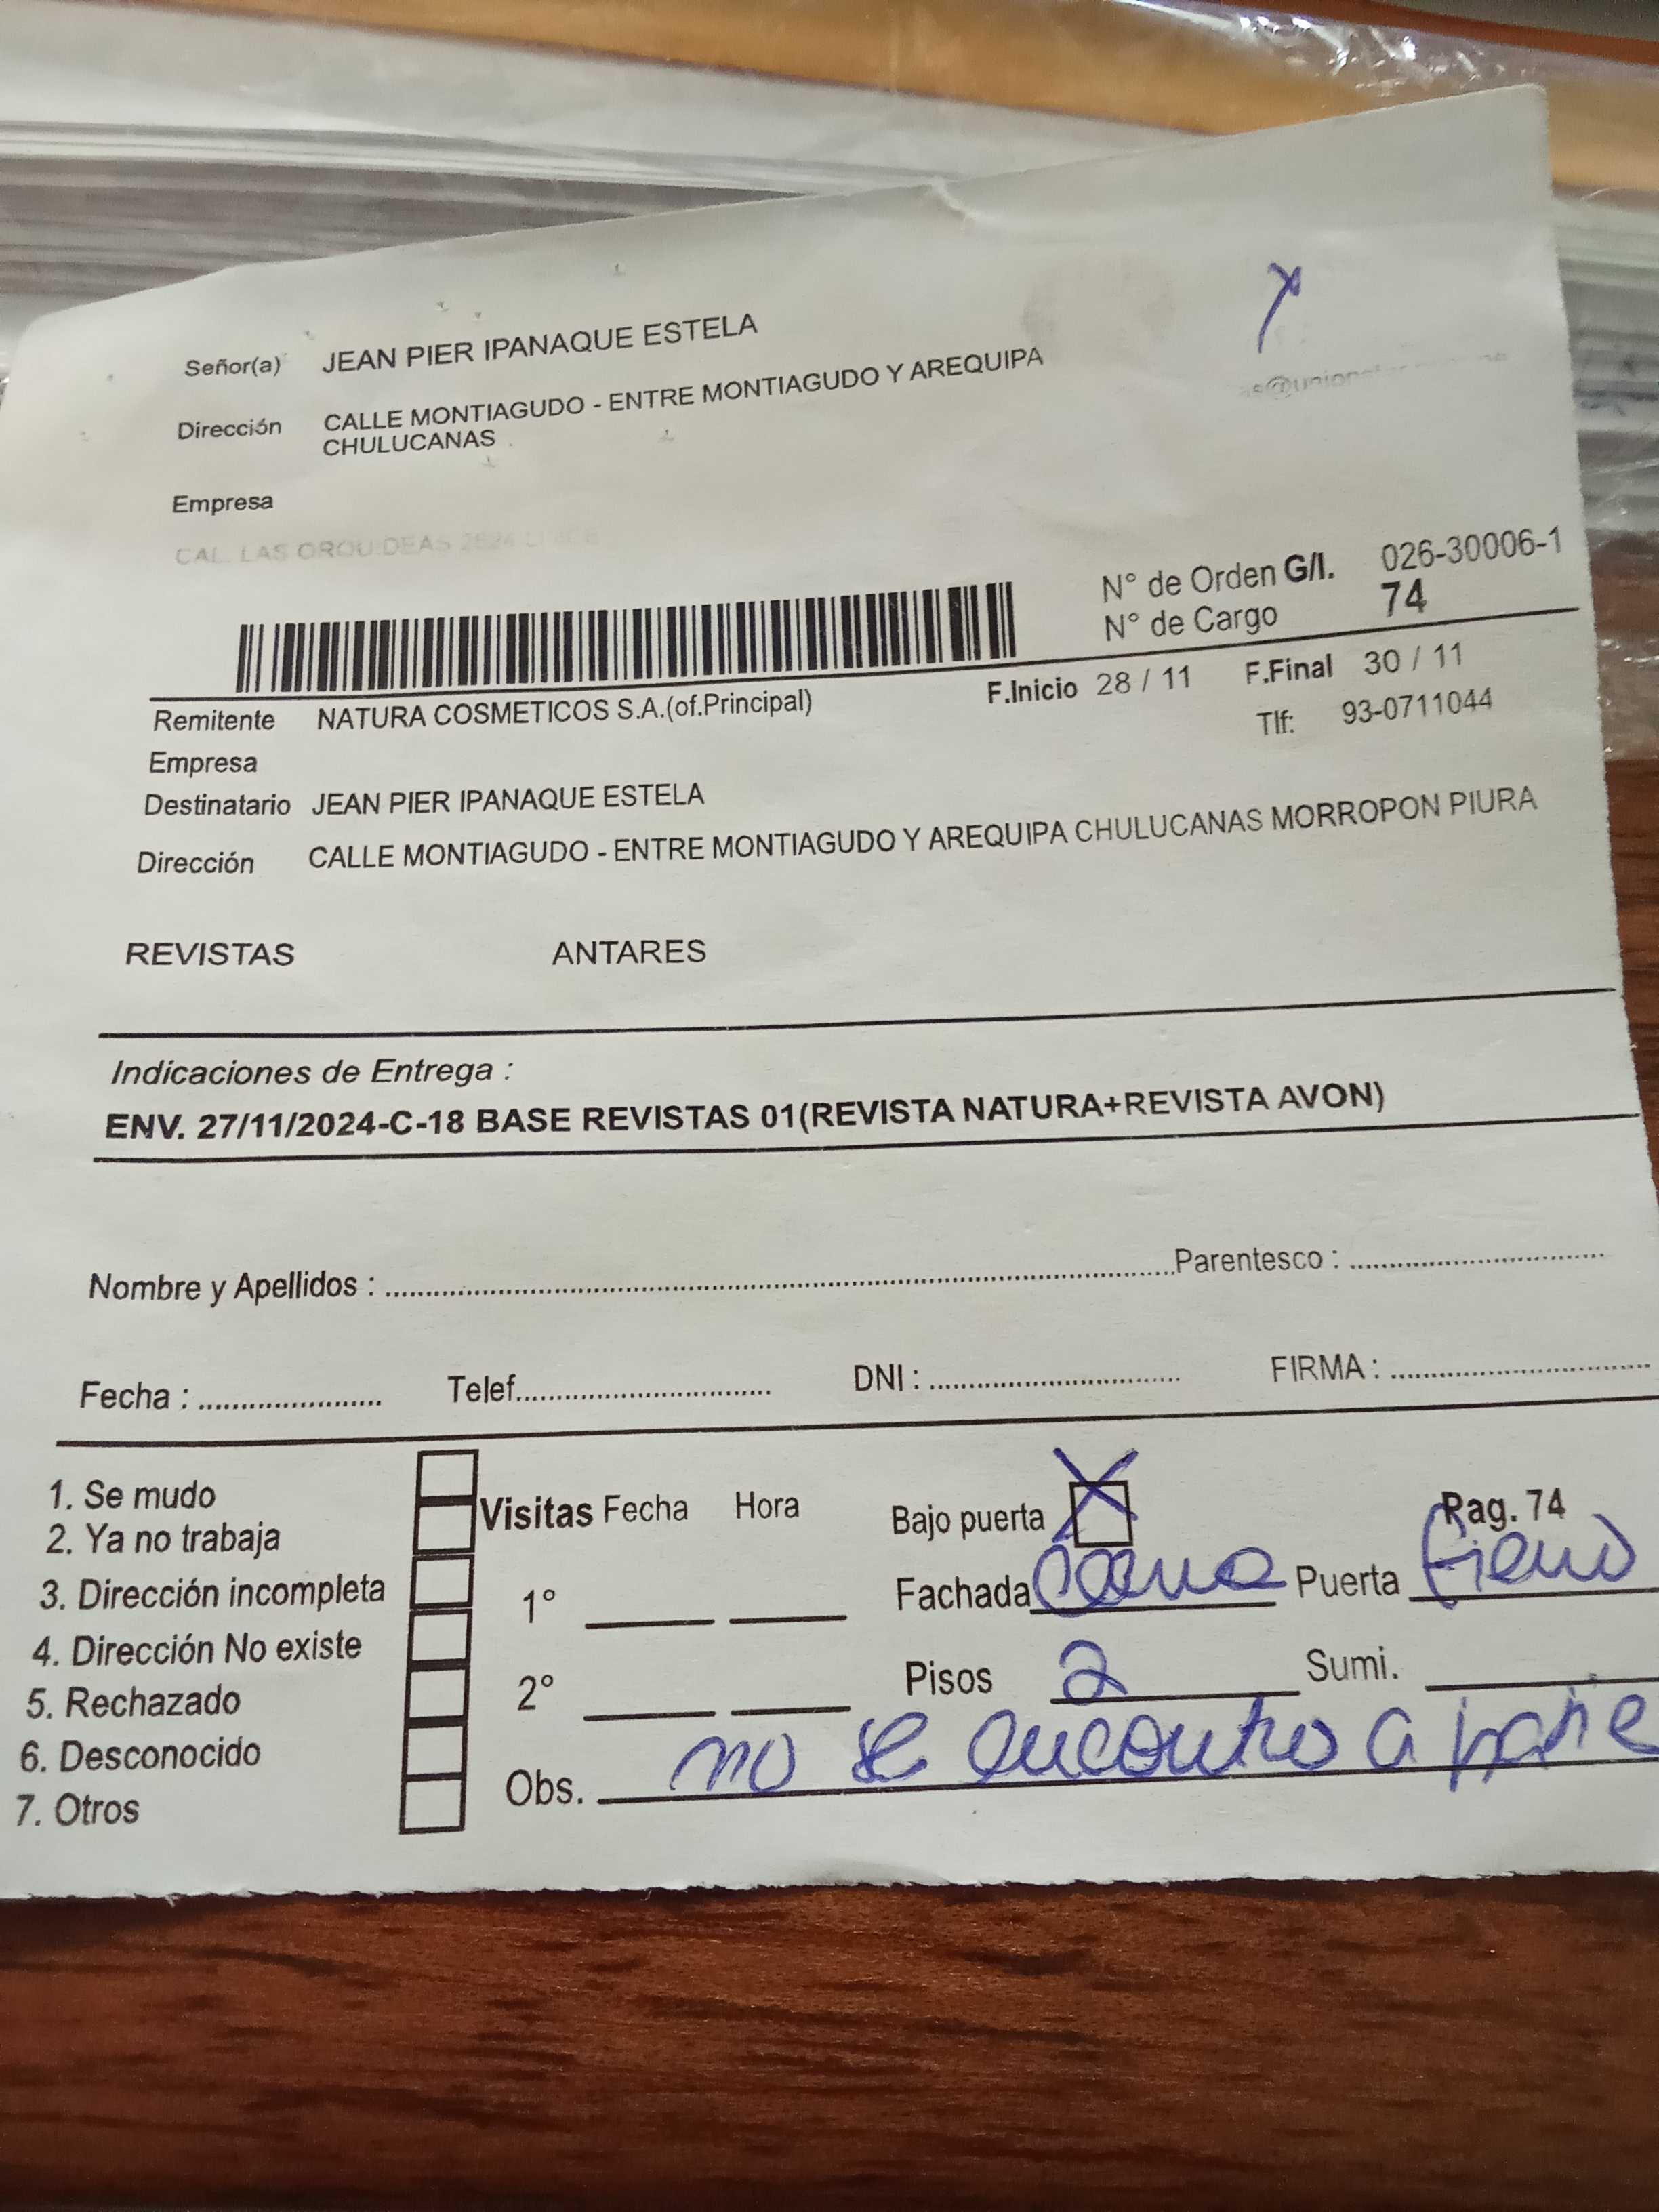 Señor(a) JEAN PIER IPANAQUE ESTELA
Dirección CALLE MONTIAGUDO - ENTRE MONTIAGUDO Y AREQUIPA
CHULUCANAS
Empresa
CAL. LAS ORQUIDEAS
N° de Orden G/I. 026-30006-1
N° de Cargo 74
F.Inicio 28 / 11 F.Final 30 / 11
Remitente NATURA COSMETICOS S.A.(of.Principal)
Tlf: 93-0711044
Empresa
Destinatario JEAN PIER IPANAQUE ESTELA
Dirección CALLE MONTIAGUDO - ENTRE MONTIAGUDO Y AREQUIPA CHULUCANAS MORROPON PIURA
REVISTAS ANTARES
Indicaciones de Entrega :
ENV. 27/11/2024-C-18 BASE REVISTAS 01(REVISTA NATURA+REVISTA AVON)
Nombre y Apellidos : Parentesco :
Fecha : Telef. DNI : FIRMA :
1. Se mudo
2. Ya no trabaja
3. Dirección incompleta
4. Dirección No existe
5. Rechazado
6. Desconocido
7. Otros
Visitas Fecha Hora
1°
2°
Bajo puerta X Pag. 74
Fachada Puerta fierro
Pisos 2 Sumi.
Obs. no se encontro a nadie